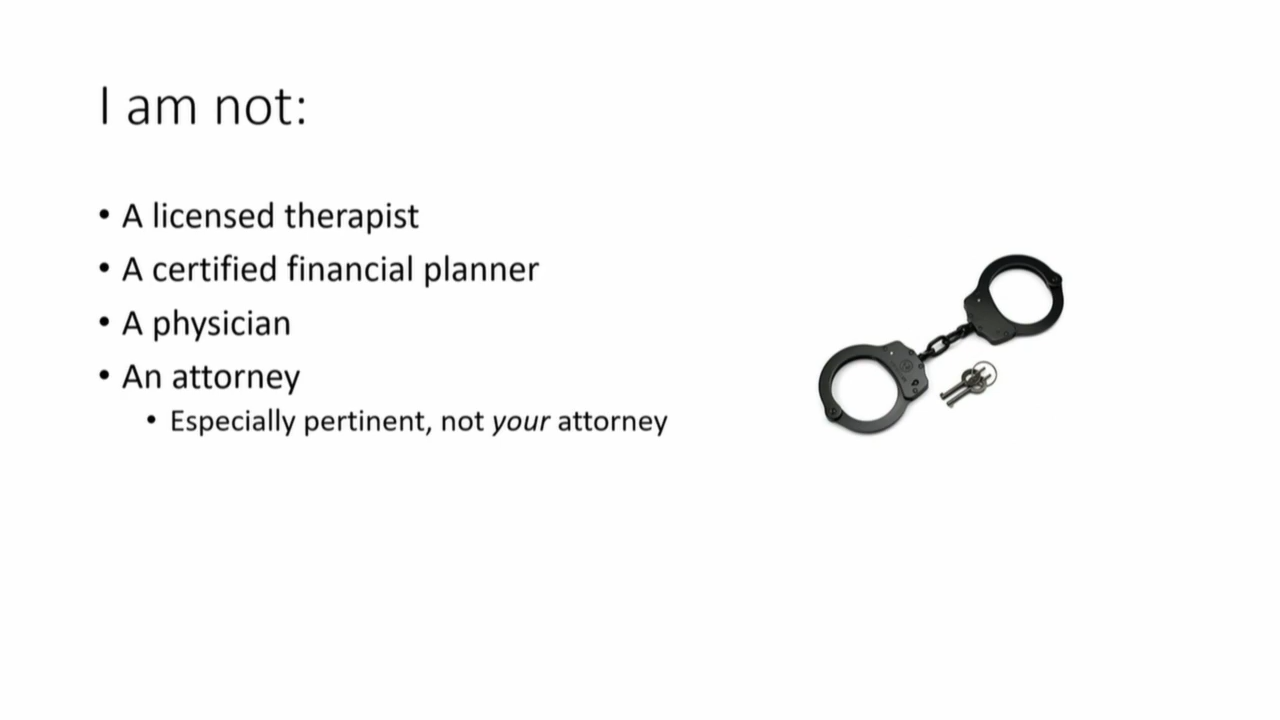 I am not:
• A licensed therapist
• A certified financial planner
• A physician
• An attorney
• Especially pertinent, not your attorney